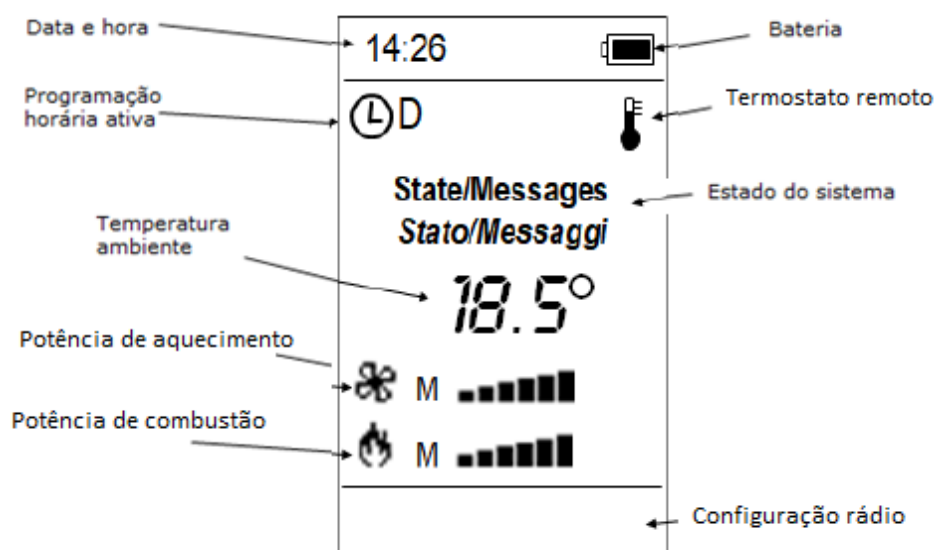 Data e hora
14:26
Bateria
Programação
horária ativa
D
Termostato remoto
State/Messages
Stato/Messaggi
Estado do sistema
Temperatura
ambiente
18.5°
Potência de aquecimento
M
Potência de combustão
M
Configuração rádio